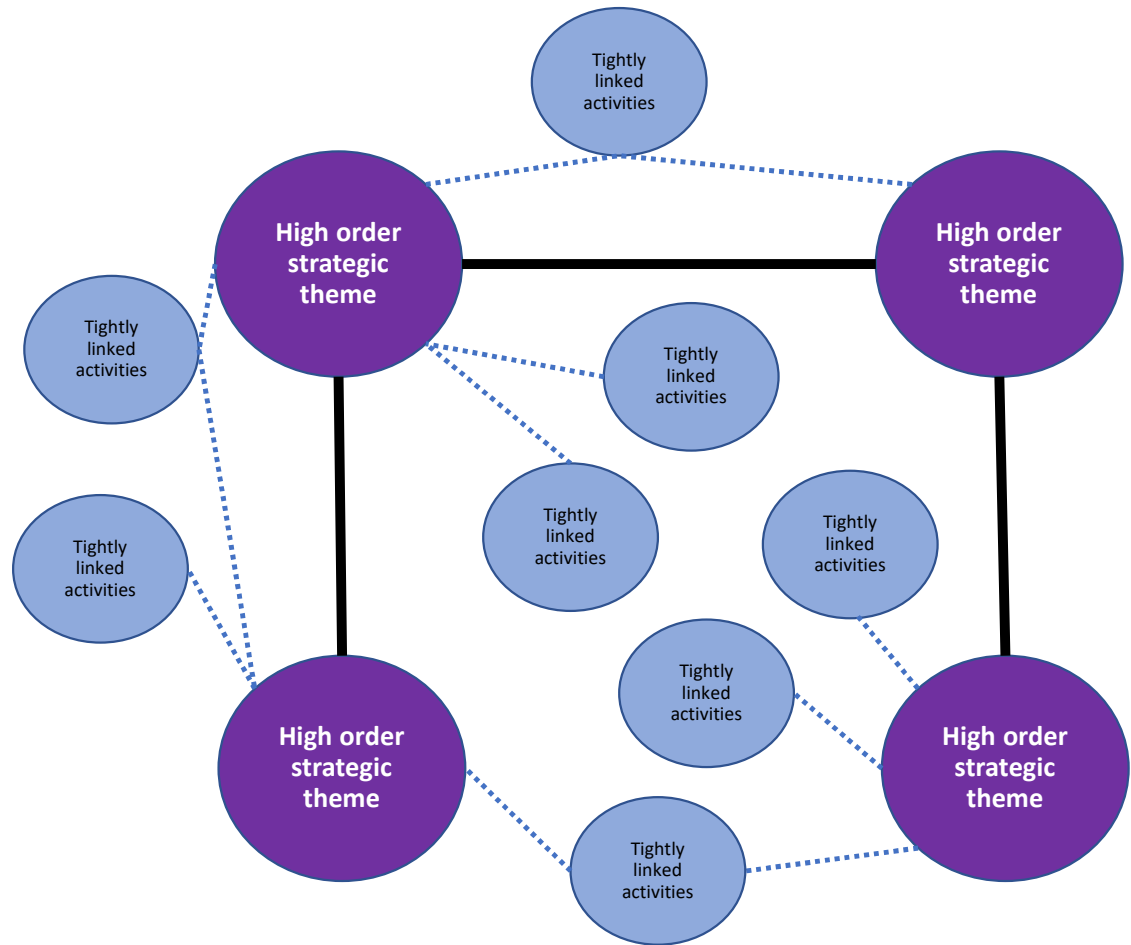 Tightly
linked
activities
High order
strategic
theme
High order
strategic
theme
Tightly
linked
activities
Tightly
linked
activities
Tightly
linked
activities
Tightly
linked
activities
Tightly
linked
activities
Tightly
linked
activities
High order
strategic
theme
High order
strategic
theme
Tightly
linked
activities